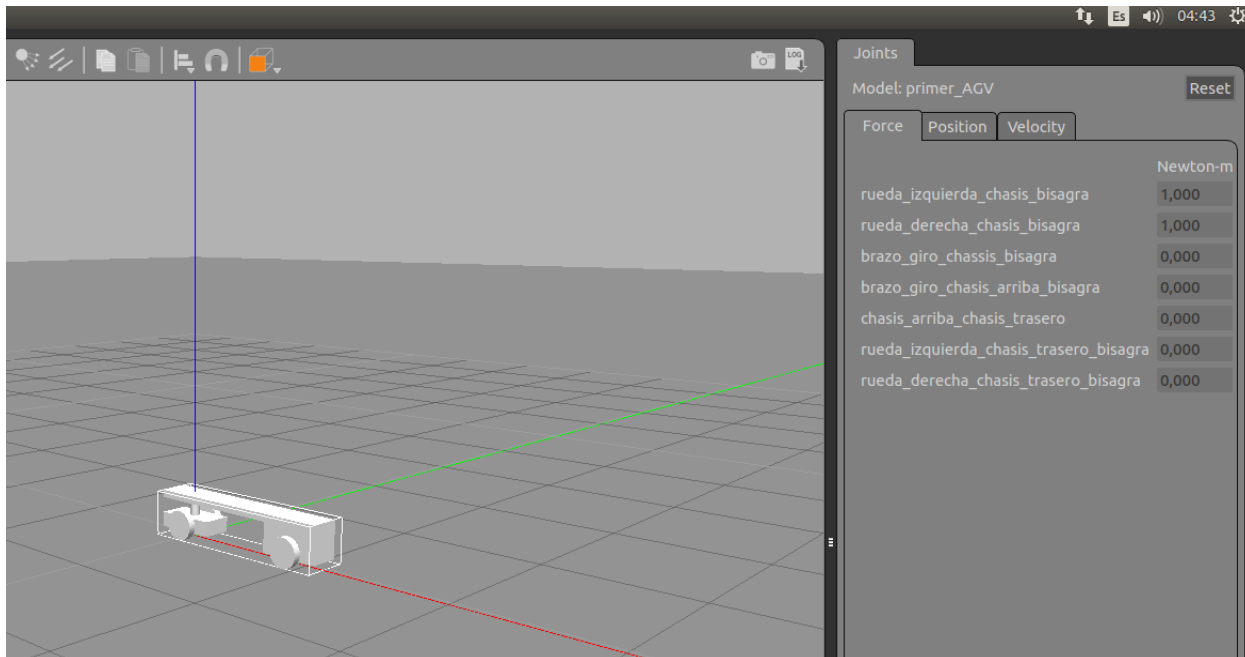 Es 04:43
LOG
Joints
Model: primer_AGV Reset
Force Position Velocity
Newton-m
rueda_izquierda_chasis_bisagra 1,000
rueda_derecha_chasis_bisagra 1,000
brazo_giro_chassis_bisagra 0,000
brazo_giro_chasis_arriba_bisagra 0,000
chasis_arriba_chasis_trasero 0,000
rueda_izquierda_chasis_trasero_bisagra 0,000
rueda_derecha_chasis_trasero_bisagra 0,000